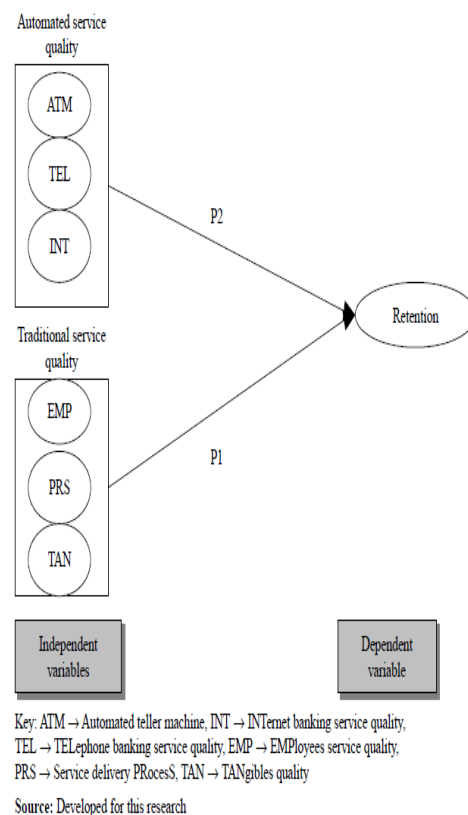 Automated service
quality
ATM
TEL
INT
P2
Retention
Traditional service
quality
EMP
PRS
TAN
P1
Independent
variables
Dependent
variable
Key: ATM → Automated teller machine, INT → INTernet banking service quality,
TEL → TELephone banking service quality, EMP → EMPloyees service quality,
PRS → Service delivery PRocesS, TAN → TANgibles quality
Source: Developed for this research